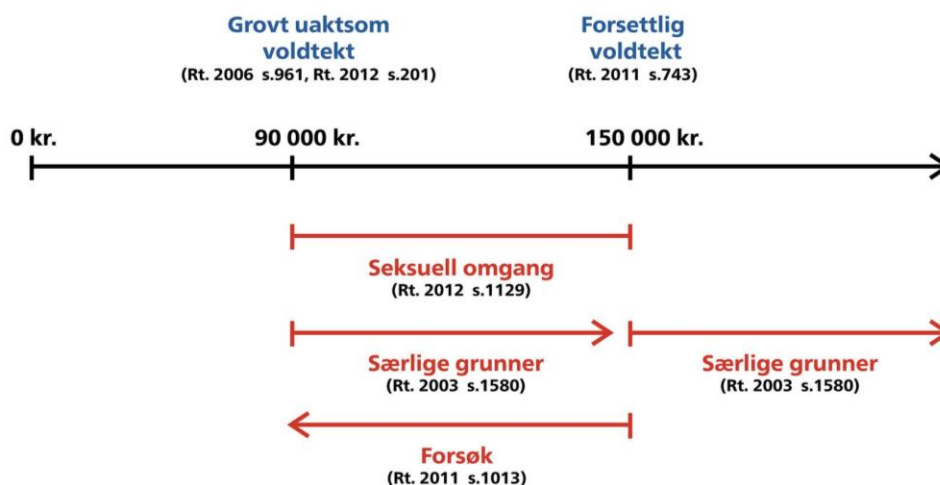 Grovt uaktsom
voldtekt
(Rt. 2006 s.961, Rt. 2012 s.201)
Forsettlig
voldtekt
(Rt. 2011 s.743)
0 kr.
90 000 kr.
150 000 kr.
Seksuell omgang
(Rt. 2012 s.1129)
Særlige grunner
(Rt. 2003 s.1580)
Særlige grunner
(Rt. 2003 s.1580)
Forsøk
(Rt. 2011 s.1013)